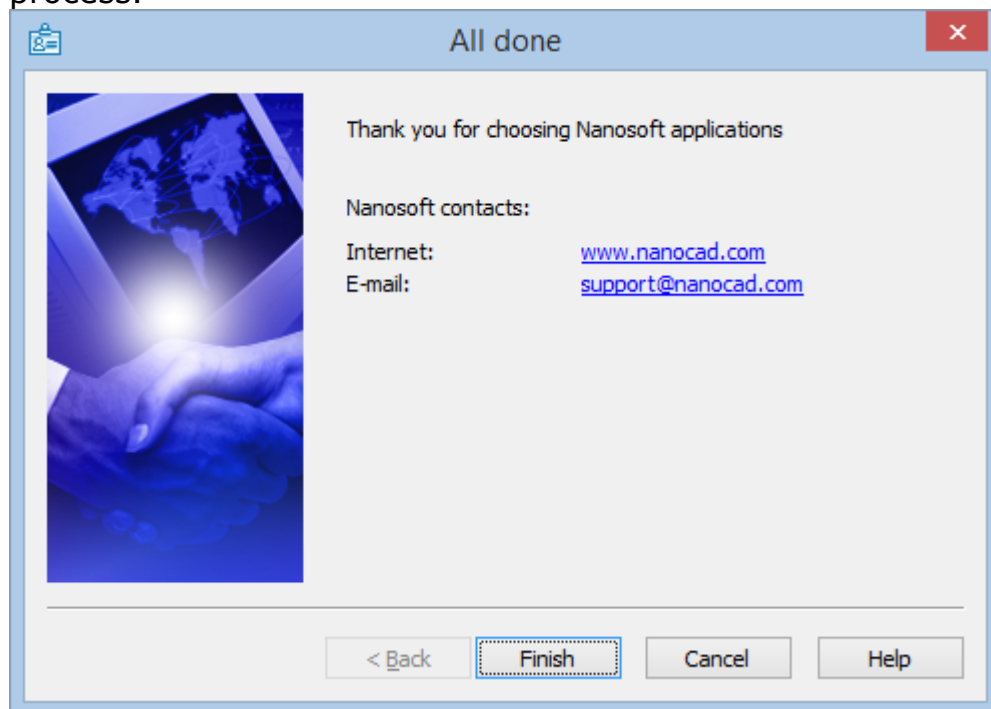 process.
All done
Thank you for choosing Nanosoft applications
Nanosoft contacts:
Internet: www.nanocad.com
E-mail: support@nanocad.com
< Back Finish Cancel Help